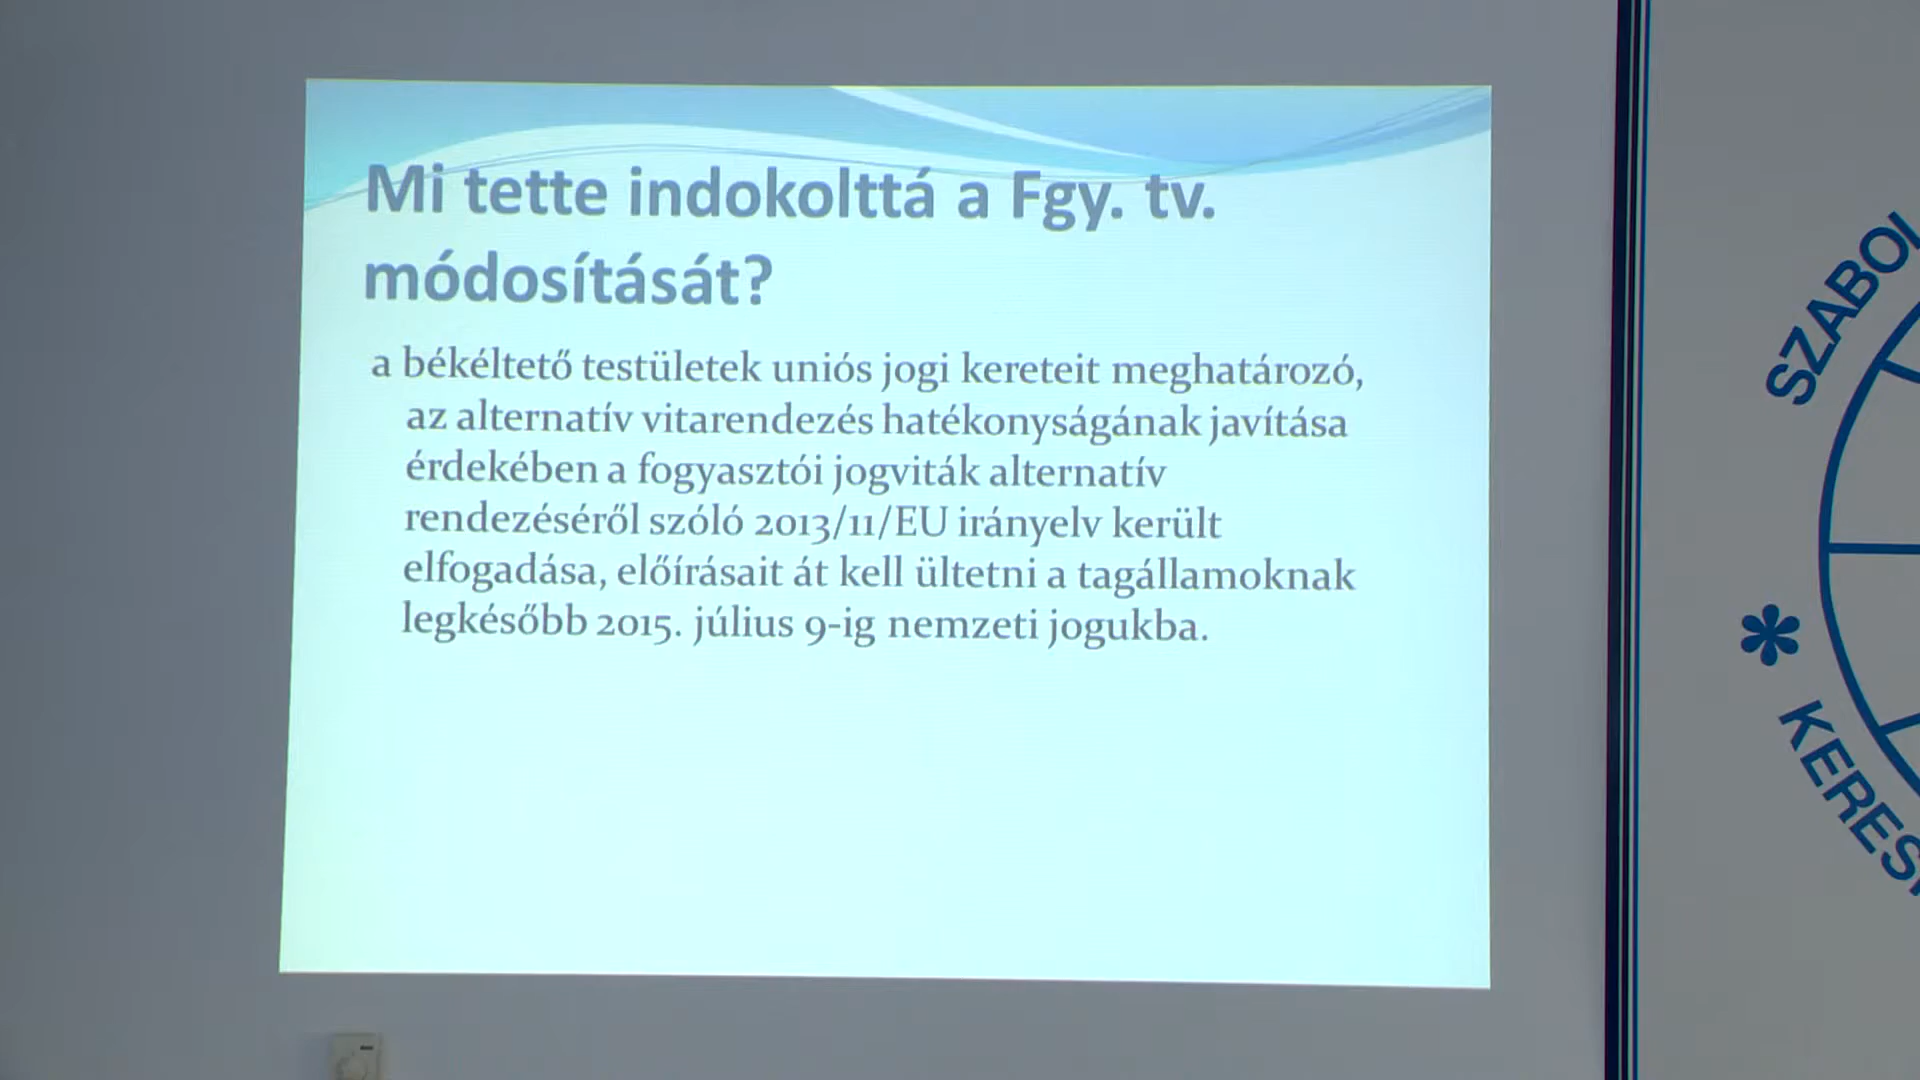 Mi tette indokolttá a Fgy. tv.
módosítását?
a békéltető testületek uniós jogi kereteit meghatározó,
az alternatív vitarendezés hatékonyságának javítása
érdekében a fogyasztói jogviták alternatív
rendezéséről szóló 2013/11/EU irányelv került
elfogadása, előírásait át kell ültetni a tagállamoknak
legkésőbb 2015. július 9-ig nemzeti jogukba.